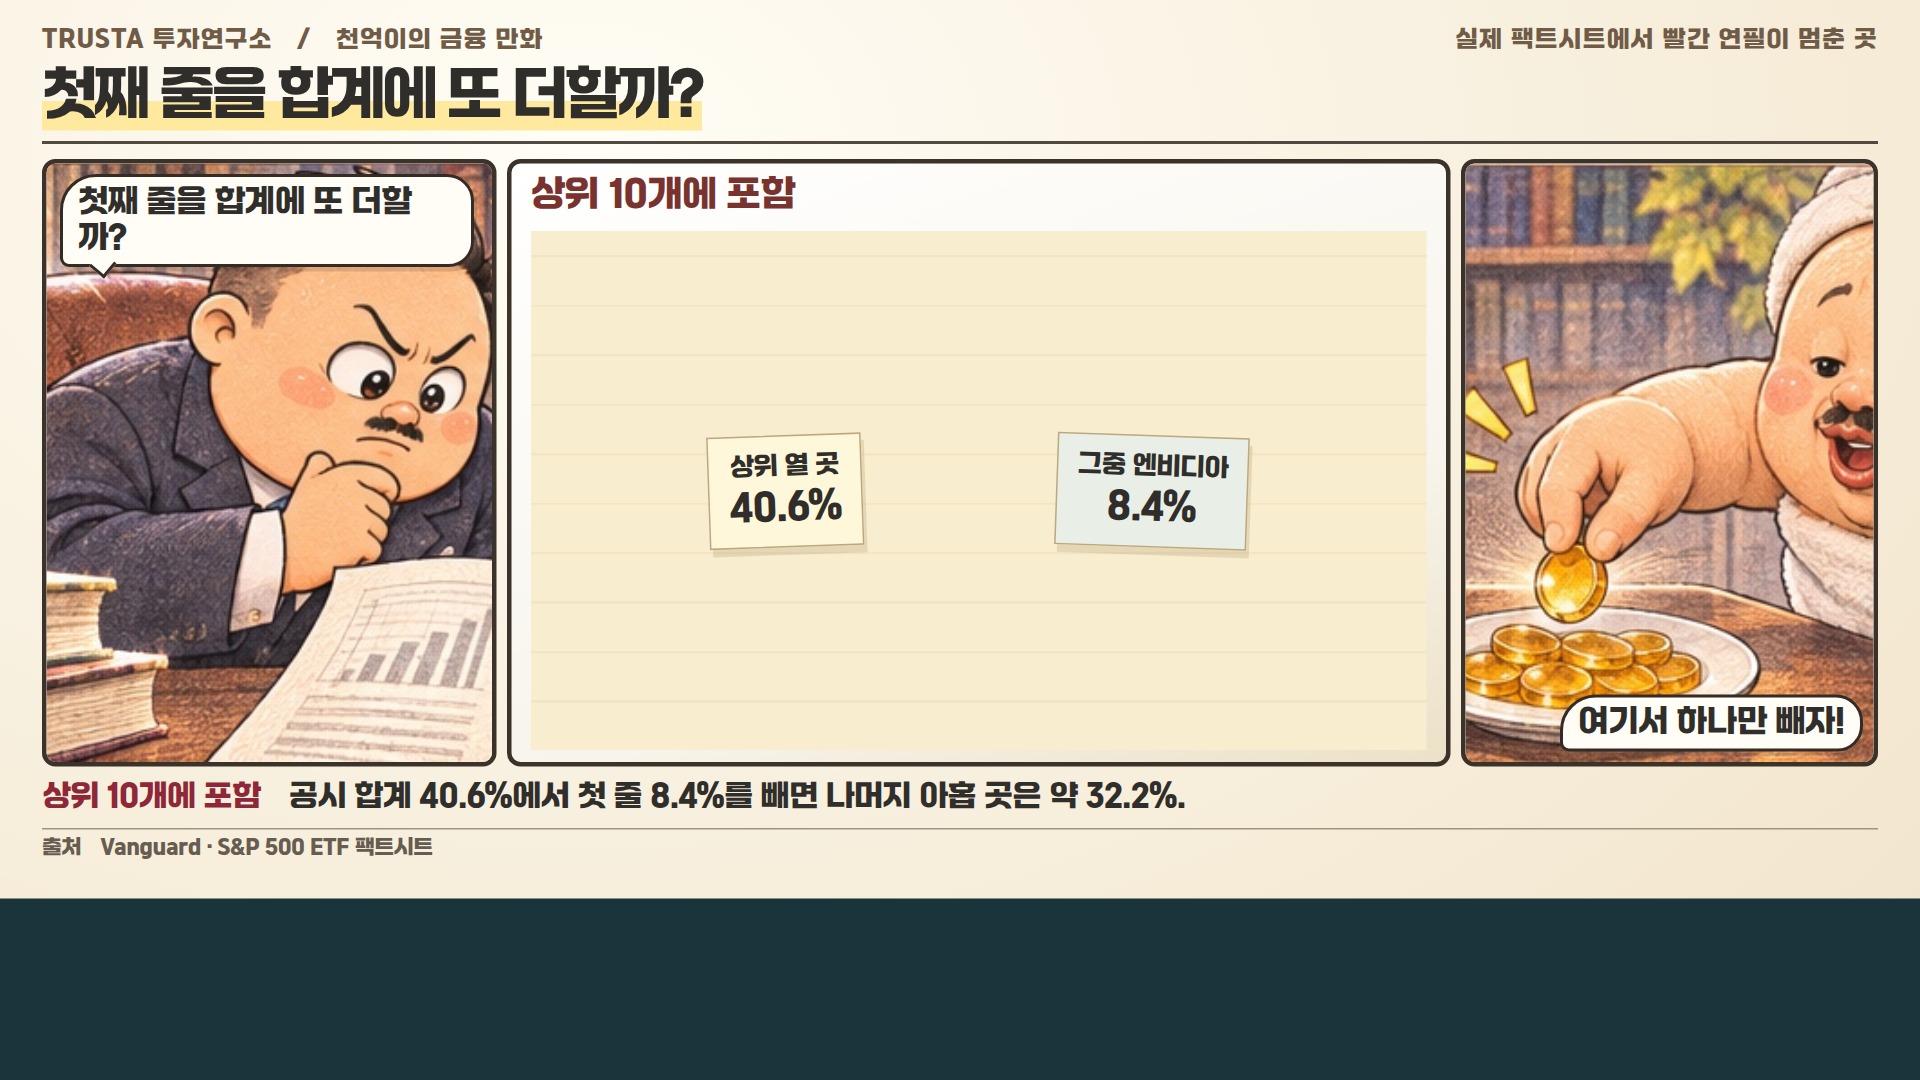 TRUSTA 투자연구소 / 천억이의 금융 만화
실제 팩트시트에서 빨간 연필이 멈춘 곳
첫째 줄을 합계에 또 더할까?
첫째 줄을 합계에 또 더할
까?
상위 10개에 포함
상위 열 곳
40.6%
그중 엔비디아
8.4%
여기서 하나만 빼자!
상위 10개에 포함 공시 합계 40.6%에서 첫 줄 8.4%를 빼면 나머지 아홉 곳은 약 32.2%.
출처 Vanguard · S&P 500 ETF 팩트시트